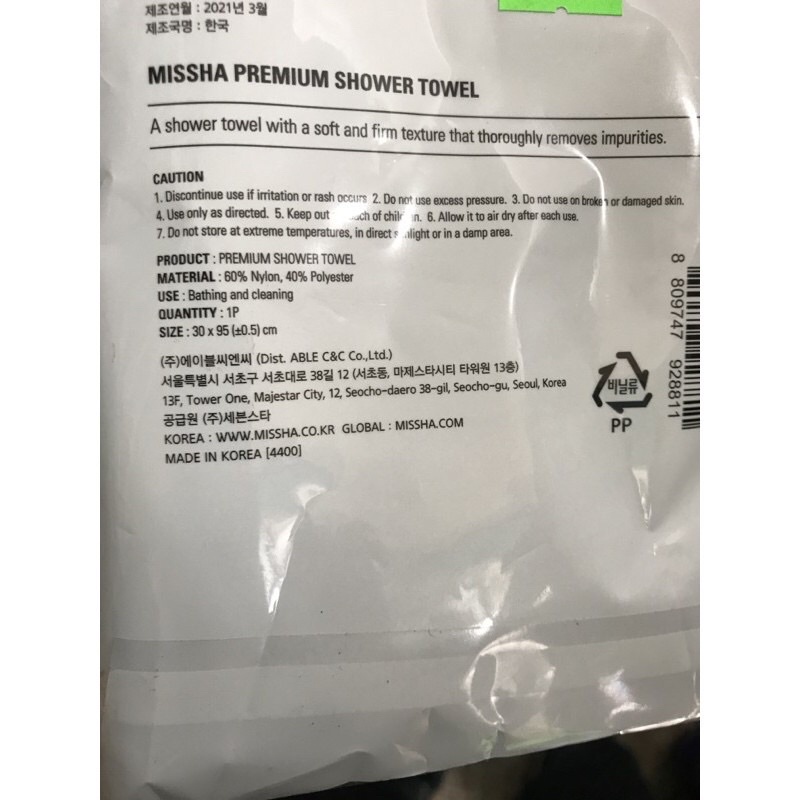 제조연월 : 2021년 3월
제조국명 : 한국
MISSHA PREMIUM SHOWER TOWEL
A shower towel with a soft and firm texture that thoroughly removes impurities.
CAUTION
1. Discontinue use if irritation or rash occurs 2. Do not use excess pressure. 3. Do not use on broken or damaged skin.
4. Use only as directed. 5. Keep out of 6. Allow it to air dry after each use.
7. Do not store at extreme temperatures, in direct or in a damp area.
PRODUCT : PREMIUM SHOWER TOWEL
MATERIAL : 60% Nylon, 40% Polyester
USE : Bathing and cleaning
QUANTITY : 1P
SIZE : 30 x 95 (±0.5) cm
(주)에이블씨엔씨 (Dist. ABLE C&C Co.,Ltd.)
서울특별시 서초구 서초대로 38길 12 (서초동, 마제스타시티 타워원 13층)
13F, Tower One, Majestar City, 12, Seocho-daero 38-gil, Seocho-gu, Seoul, Korea
공급원 (주)세븐스타
KOREA : WWW.MISSHA.CO.KR GLOBAL : MISSHA.COM
MADE IN KOREA [4400]
비닐류
PP
8 809747 928811